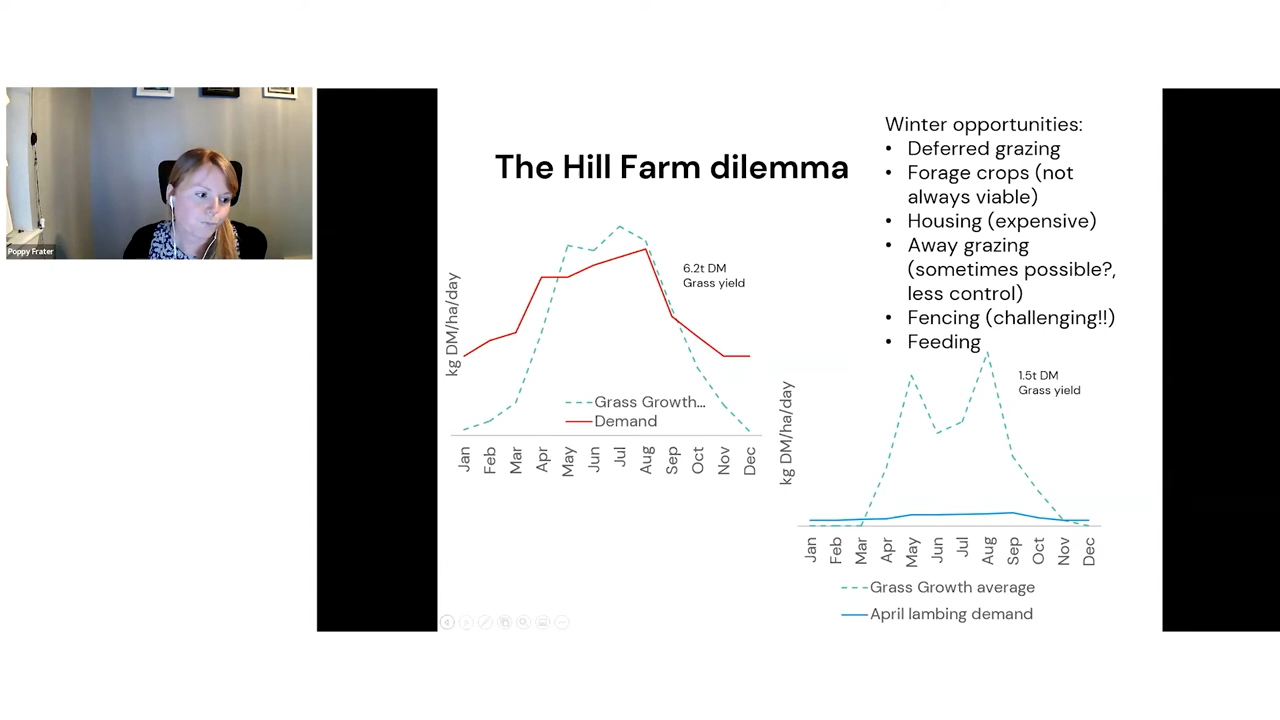 Poppy Frater
The Hill Farm dilemma
Winter opportunities:
• Deferred grazing
• Forage crops (not
always viable)
• Housing (expensive)
• Away grazing
(sometimes possible?,
less control)
• Fencing (challenging!!)
• Feeding
kg DM/ha/day
6.2t DM
Grass yield
Grass Growth...
Demand
Jan
Feb
Mar
Apr
May
Jun
Jul
Aug
Sep
Oct
Nov
Dec
kg DM/ha/day
1.5t DM
Grass yield
Jan
Feb
Mar
Apr
May
Jun
Jul
Aug
Sep
Oct
Nov
Dec
Grass Growth average
April lambing demand